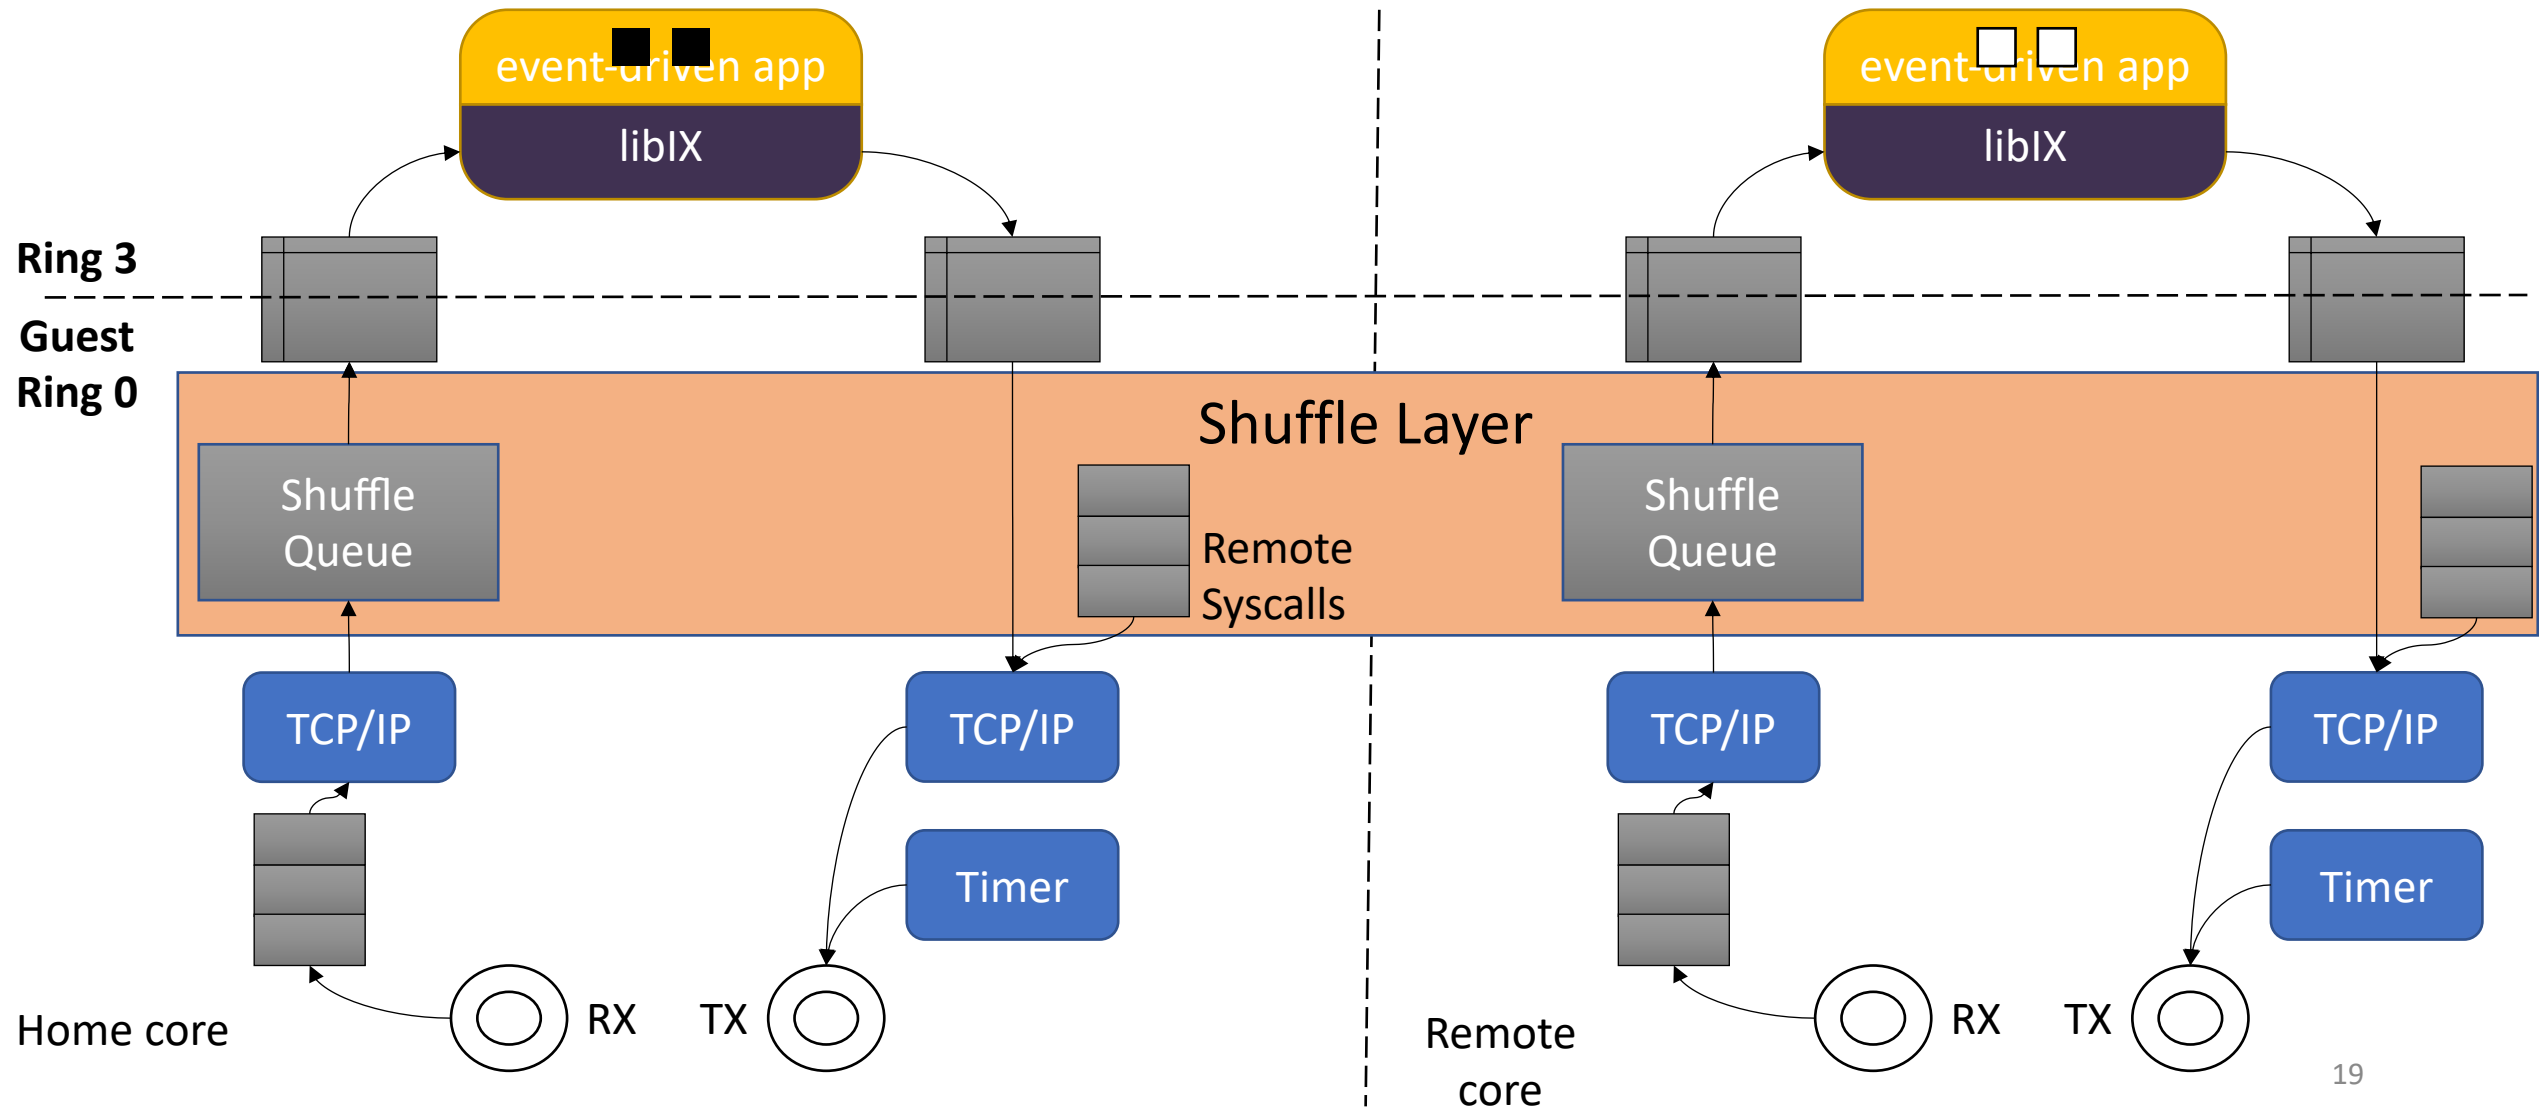 event-driven app
libIX
event-driven app
libIX
Ring 3
Guest
Ring 0
Shuffle Layer
Shuffle
Queue
Remote
Syscalls
Shuffle
Queue
TCP/IP
TCP/IP
TCP/IP
TCP/IP
Timer
Timer
Home core
RX
TX
Remote
core
RX
TX
19